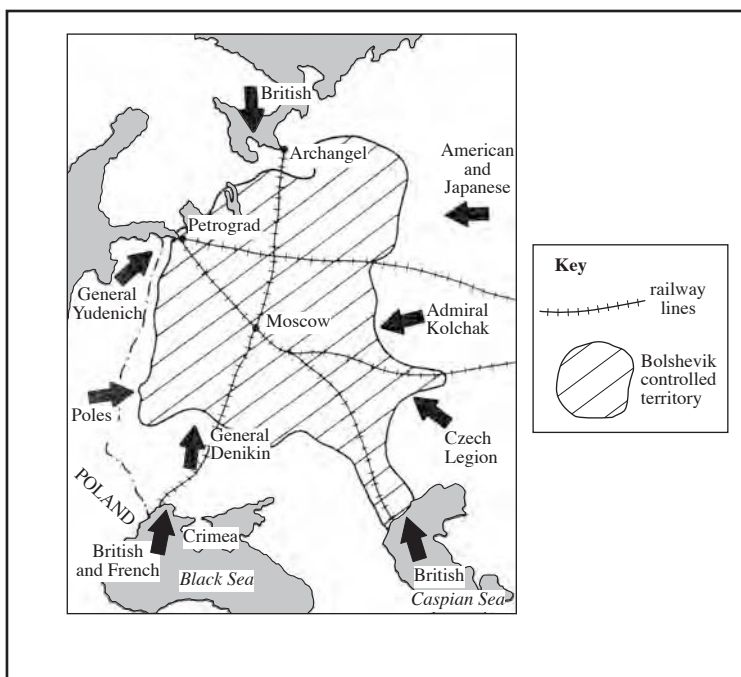 British
Archangel
American
and
Japanese
Petrograd
General
Yudenich
Moscow
Admiral
Kolchak
Poles
General
Denikin
Czech
Legion
POLAND
Crimea
British
and French
Black Sea
British
Caspian Sea
Key
railway
lines
Bolshevik
controlled
territory